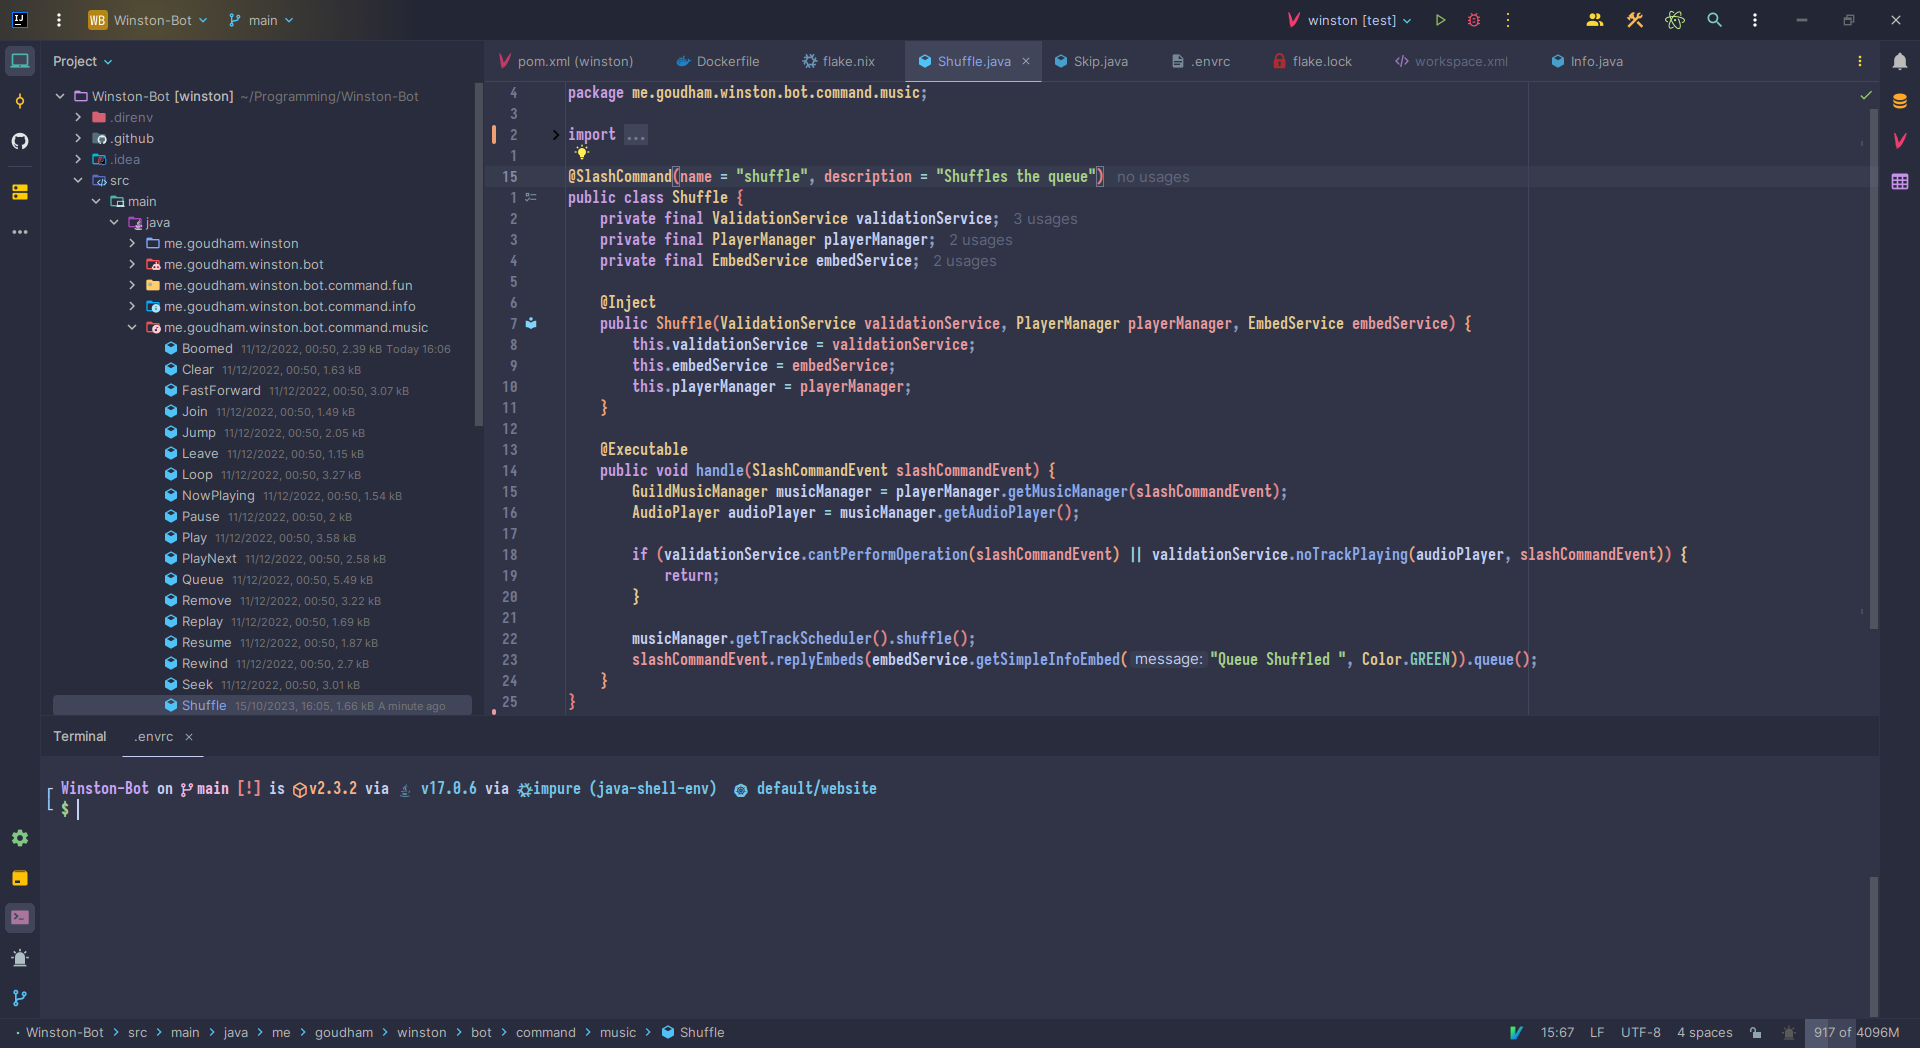 WB Winston-Bot main winston [test]
Project
Winston-Bot [winston] ~/Programming/Winston-Bot
.direnv
.github
.idea
src
main
java
me.goudham.winston
me.goudham.winston.bot
me.goudham.winston.bot.command.fun
me.goudham.winston.bot.command.info
me.goudham.winston.bot.command.music
Boomed 11/12/2022, 00:50, 2.39 kB Today 16:06
Clear 11/12/2022, 00:50, 1.63 kB
FastForward 11/12/2022, 00:50, 3.07 kB
Join 11/12/2022, 00:50, 1.49 kB
Jump 11/12/2022, 00:50, 2.05 kB
Leave 11/12/2022, 00:50, 1.15 kB
Loop 11/12/2022, 00:50, 3.27 kB
NowPlaying 11/12/2022, 00:50, 1.54 kB
Pause 11/12/2022, 00:50, 2 kB
Play 11/12/2022, 00:50, 3.58 kB
PlayNext 11/12/2022, 00:50, 2.58 kB
Queue 11/12/2022, 00:50, 5.49 kB
Remove 11/12/2022, 00:50, 3.22 kB
Replay 11/12/2022, 00:50, 1.69 kB
Resume 11/12/2022, 00:50, 1.87 kB
Rewind 11/12/2022, 00:50, 2.7 kB
Seek 11/12/2022, 00:50, 3.01 kB
Shuffle 15/10/2023, 16:05, 1.66 kB A minute ago
pom.xml (winston) Dockerfile flake.nix Shuffle.java Skip.java .envrc flake.lock workspace.xml Info.java
4 package me.goudham.winston.bot.command.music;
3
2 import ...
1
15 @SlashCommand(name = "shuffle", description = "Shuffles the queue") no usages
1 public class Shuffle {
2 private final ValidationService validationService; 3 usages
3 private final PlayerManager playerManager; 2 usages
4 private final EmbedService embedService; 2 usages
5
6 @Inject
7 public Shuffle(ValidationService validationService, PlayerManager playerManager, EmbedService embedService) {
8 this.validationService = validationService;
9 this.embedService = embedService;
10 this.playerManager = playerManager;
11 }
12
13 @Executable
14 public void handle(SlashCommandEvent slashCommandEvent) {
15 GuildMusicManager musicManager = playerManager.getMusicManager(slashCommandEvent);
16 AudioPlayer audioPlayer = musicManager.getAudioPlayer();
17
18 if (validationService.cantPerformOperation(slashCommandEvent) || validationService.noTrackPlaying(audioPlayer, slashCommandEvent)) {
19 return;
20 }
21
22 musicManager.getTrackScheduler().shuffle();
23 slashCommandEvent.replyEmbeds(embedService.getSimpleInfoEmbed( message: "Queue Shuffled ", Color.GREEN)).queue();
24 }
25 }
Terminal .envrc
Winston-Bot on main [!] is v2.3.2 via v17.0.6 via impure (java-shell-env) default/website
$
Winston-Bot > src > main > java > me > goudham > winston > bot > command > music > Shuffle
15:67 LF UTF-8 4 spaces 917 of 4096M